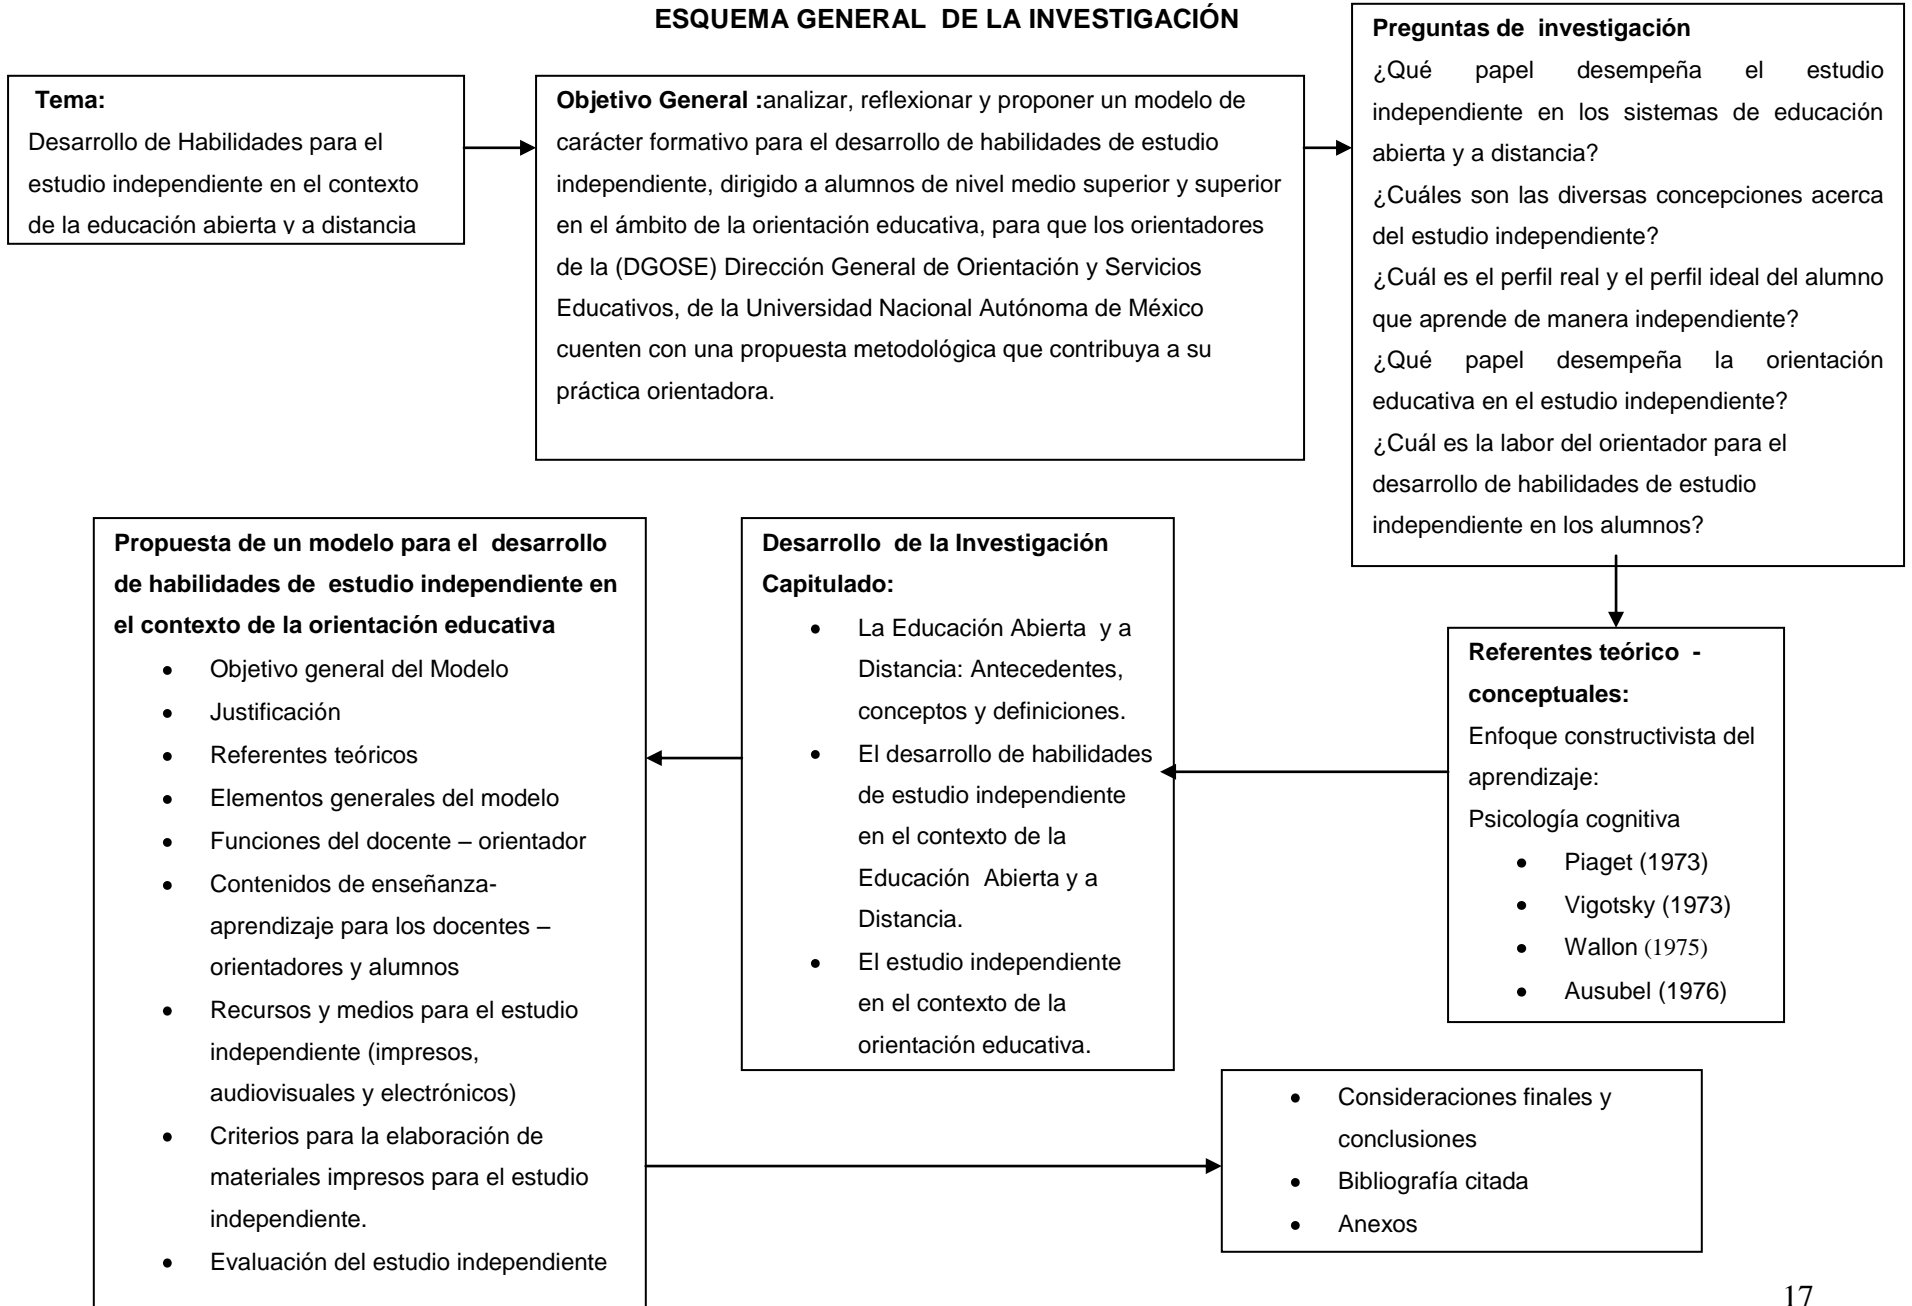 ESQUEMA GENERAL DE LA INVESTIGACIÓN
Tema:
Desarrollo de Habilidades para el
estudio independiente en el contexto
de la educación abierta y a distancia
Objetivo General :analizar, reflexionar y proponer un modelo de
carácter formativo para el desarrollo de habilidades de estudio
independiente, dirigido a alumnos de nivel medio superior y superior
en el ámbito de la orientación educativa, para que los orientadores
de la (DGOSE) Dirección General de Orientación y Servicios
Educativos, de la Universidad Nacional Autónoma de México
cuenten con una propuesta metodológica que contribuya a su
práctica orientadora.
Preguntas de investigación
¿Qué papel desempeña el estudio
independiente en los sistemas de educación
abierta y a distancia?
¿Cuáles son las diversas concepciones acerca
del estudio independiente?
¿Cuál es el perfil real y el perfil ideal del alumno
que aprende de manera independiente?
¿Qué papel desempeña la orientación
educativa en el estudio independiente?
¿Cuál es la labor del orientador para el
desarrollo de habilidades de estudio
independiente en los alumnos?
Referentes teórico -
conceptuales:
Enfoque constructivista del
aprendizaje:
Psicología cognitiva
• Piaget (1973)
• Vigotsky (1973)
• Wallon (1975)
• Ausubel (1976)
Desarrollo de la Investigación
Capitulado:
• La Educación Abierta y a
Distancia: Antecedentes,
conceptos y definiciones.
• El desarrollo de habilidades
de estudio independiente
en el contexto de la
Educación Abierta y a
Distancia.
• El estudio independiente
en el contexto de la
orientación educativa.
Propuesta de un modelo para el desarrollo
de habilidades de estudio independiente en
el contexto de la orientación educativa
• Objetivo general del Modelo
• Justificación
• Referentes teóricos
• Elementos generales del modelo
• Funciones del docente – orientador
• Contenidos de enseñanza-
aprendizaje para los docentes –
orientadores y alumnos
• Recursos y medios para el estudio
independiente (impresos,
audiovisuales y electrónicos)
• Criterios para la elaboración de
materiales impresos para el estudio
independiente.
• Evaluación del estudio independiente
• Consideraciones finales y
conclusiones
• Bibliografía citada
• Anexos
17